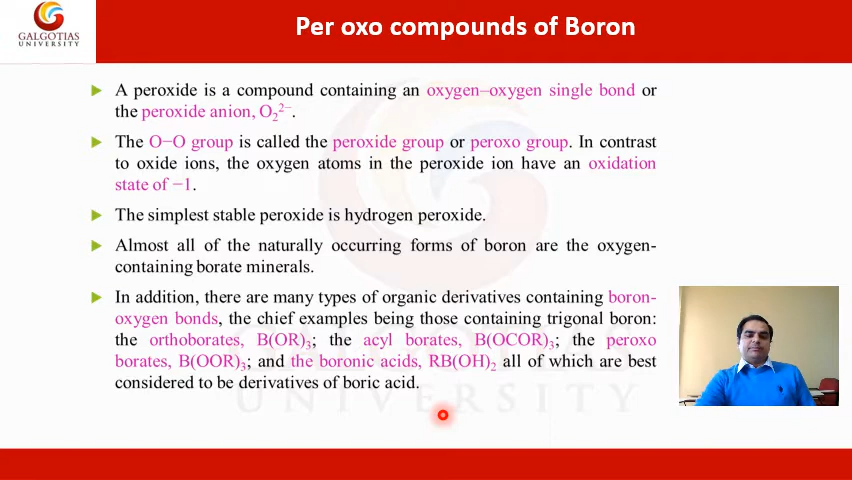 GALGOTIAS
UNIVERSITY
Per oxo compounds of Boron
A peroxide is a compound containing an oxygen–oxygen single bond or
the peroxide anion, O₂²⁻.
The O−O group is called the peroxide group or peroxo group. In contrast
to oxide ions, the oxygen atoms in the peroxide ion have an oxidation
state of −1.
The simplest stable peroxide is hydrogen peroxide.
Almost all of the naturally occurring forms of boron are the oxygen-
containing borate minerals.
In addition, there are many types of organic derivatives containing boron-
oxygen bonds, the chief examples being those containing trigonal boron:
the orthoborates, B(OR)₃; the acyl borates, B(OCOR)₃; the peroxo
borates, B(OOR)₃; and the boronic acids, RB(OH)₂ all of which are best
considered to be derivatives of boric acid.
GALGOTIAS
UNIVERSITY